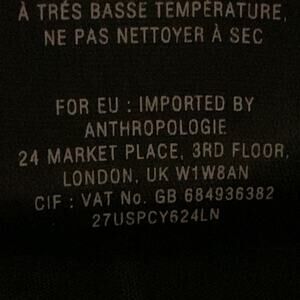 À TRÉS BASSE TEMPÉRATURE,
NE PAS NETTOYER À SEC
FOR EU : IMPORTED BY
ANTHROPOLOGIE
24 MARKET PLACE, 3RD FLOOR,
LONDON, UK W1W8AN
CIF : VAT No. GB 684936382
27USPCY624LN